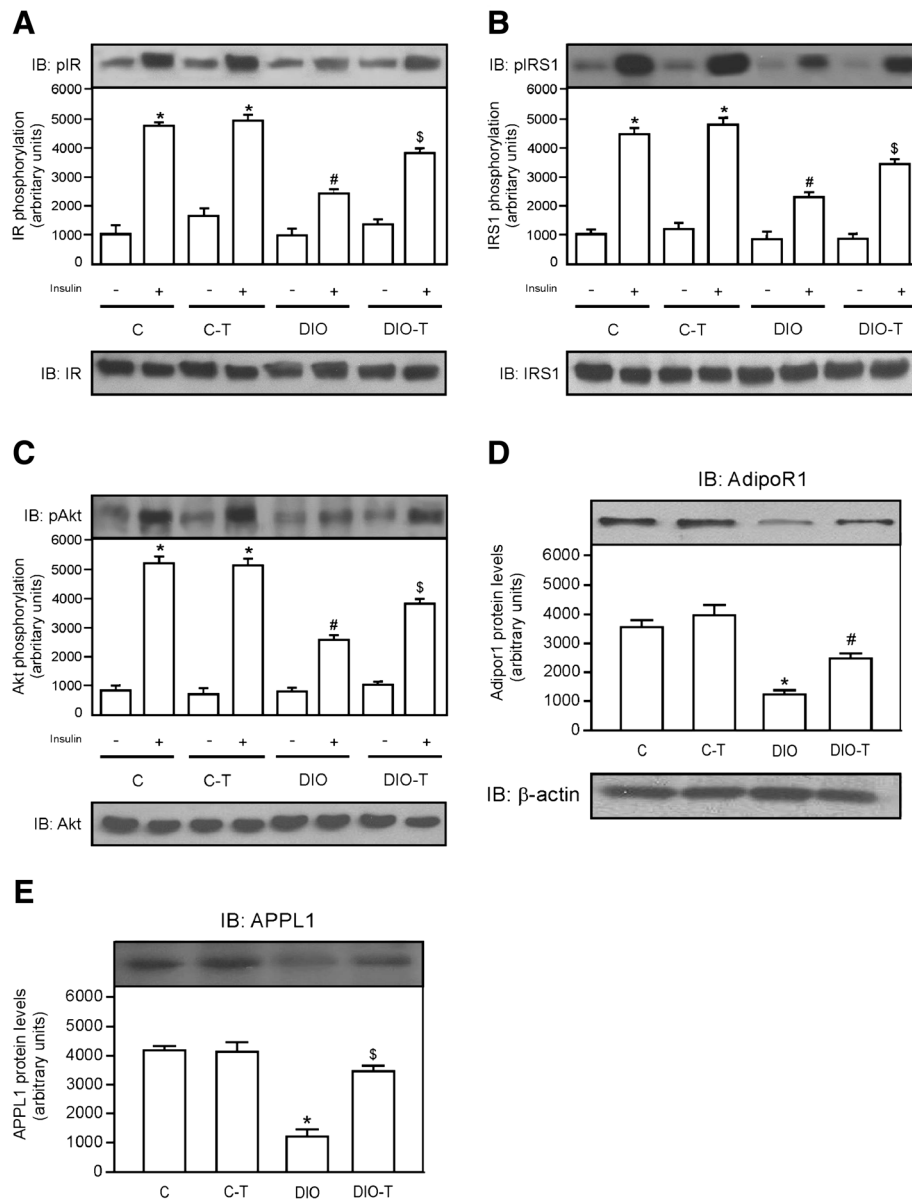 A
IB: pIR
6000
5000
4000
3000
2000
1000
0
IR phosphorylation
(arbritary units)
*
*
#
$
Insulin - + - + - + - +
C C-T DIO DIO-T
IB: IR
B
IB: pIRS1
6000
5000
4000
3000
2000
1000
0
IRS1 phosphorylation
(arbritary units)
*
*
#
$
Insulin - + - + - + - +
C C-T DIO DIO-T
IB: IRS1
C
IB: pAkt
6000
5000
4000
3000
2000
1000
0
Akt phosphorylation
(arbritary units)
*
*
#
$
Insulin - + - + - + - +
C C-T DIO DIO-T
IB: Akt
D
IB: AdipoR1
6000
5000
4000
3000
2000
1000
0
Adipor1 protein levels
(arbitrary units)
*
#
C C-T DIO DIO-T
IB: β-actin
E
IB: APPL1
6000
5000
4000
3000
2000
1000
0
APPL1 protein levels
(arbitrary units)
*
$
C C-T DIO DIO-T